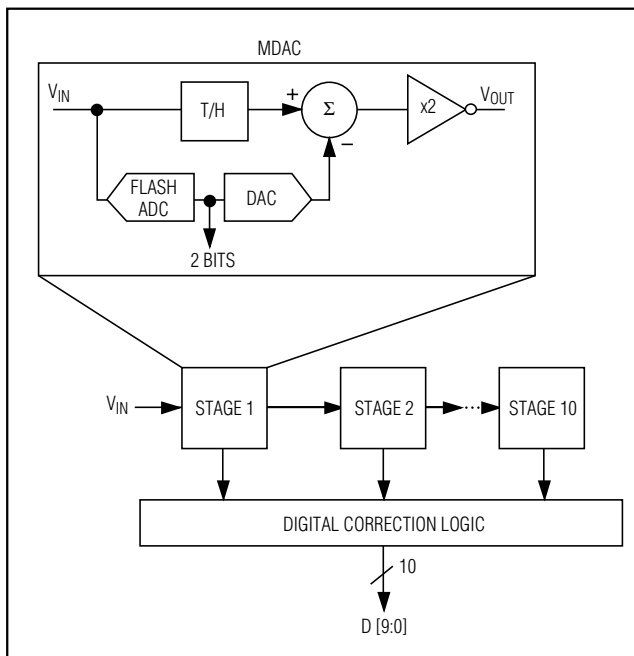 MDAC
VIN
T/H
+
Σ
−
x2
VOUT
FLASH
ADC
DAC
2 BITS
VIN
STAGE 1
STAGE 2
...
STAGE 10
DIGITAL CORRECTION LOGIC
10
D [9:0]